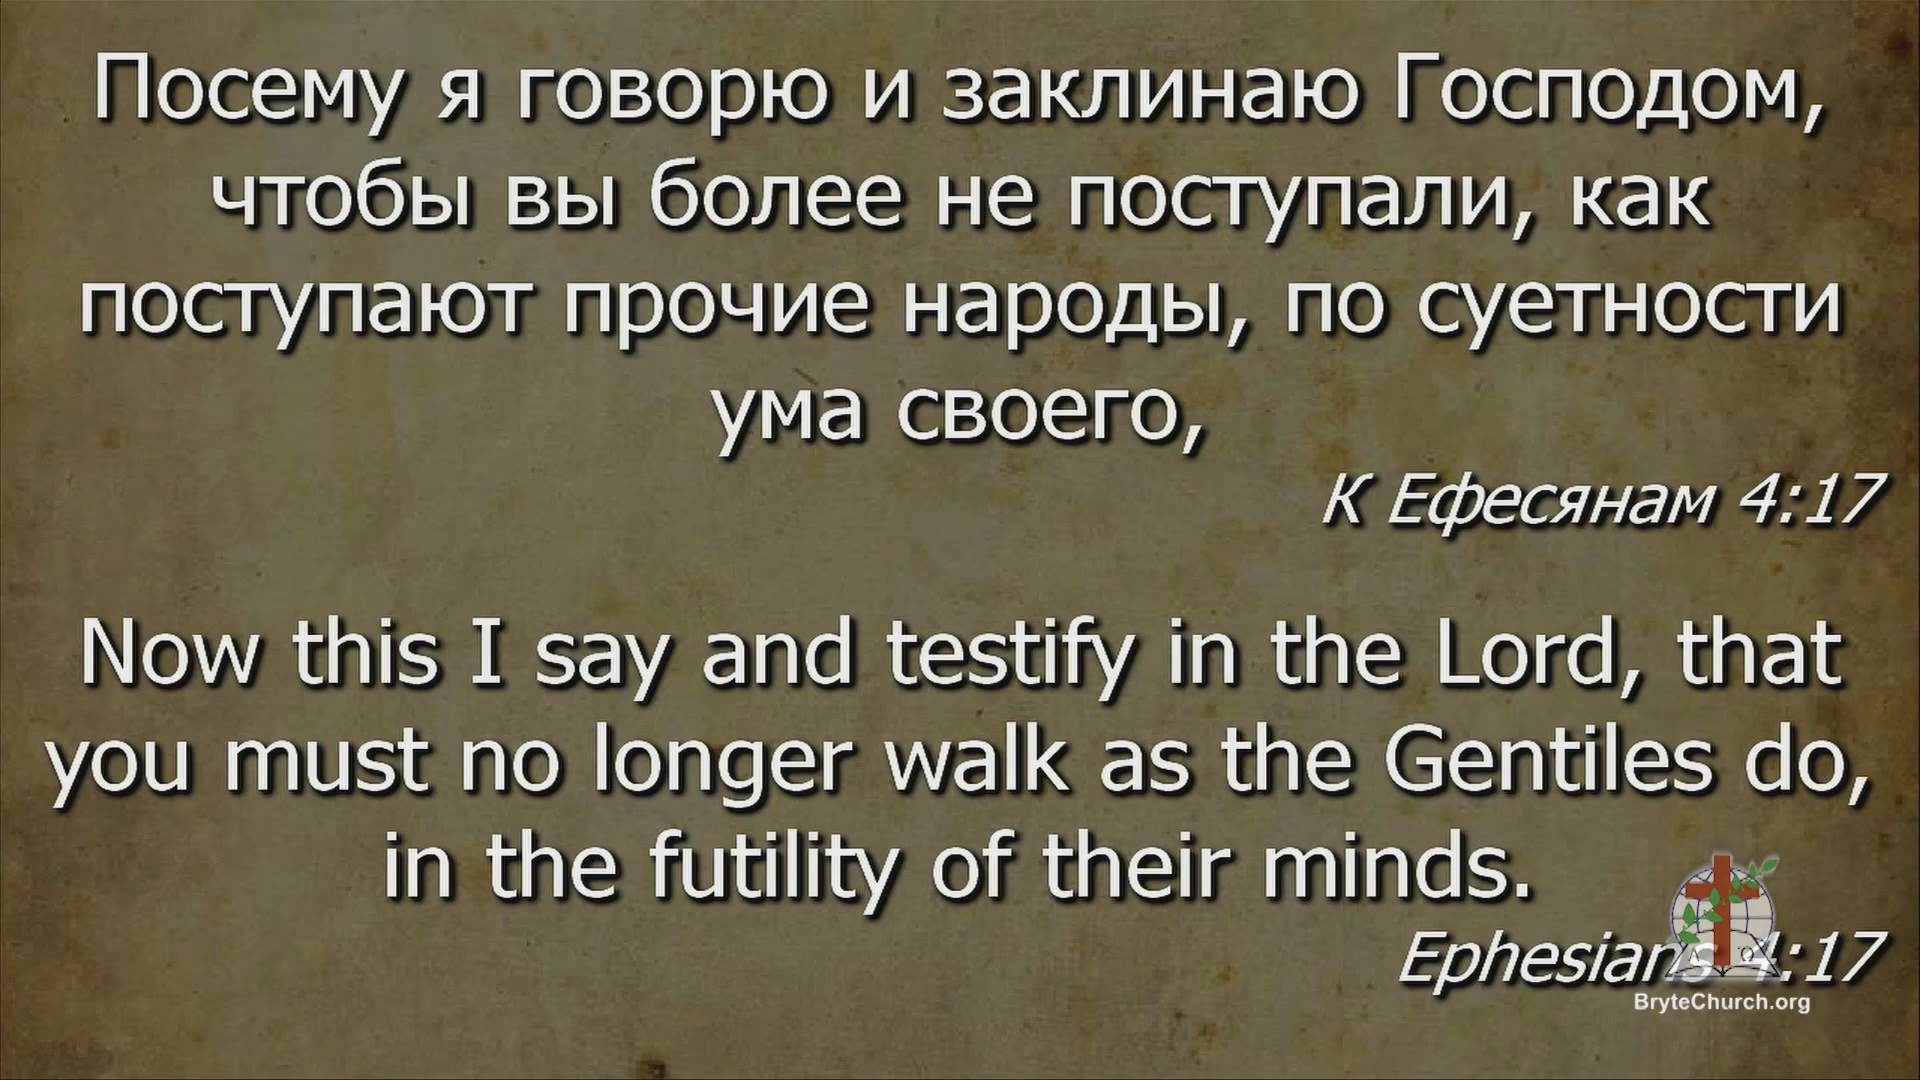 Посему я говорю и заклинаю Господом,
чтобы вы более не поступали, как
поступают прочие народы, по суетности
ума своего,
К Ефесянам 4:17
Now this I say and testify in the Lord, that
you must no longer walk as the Gentiles do,
in the futility of their minds.
Ephesians 4:17
BryteChurch.org